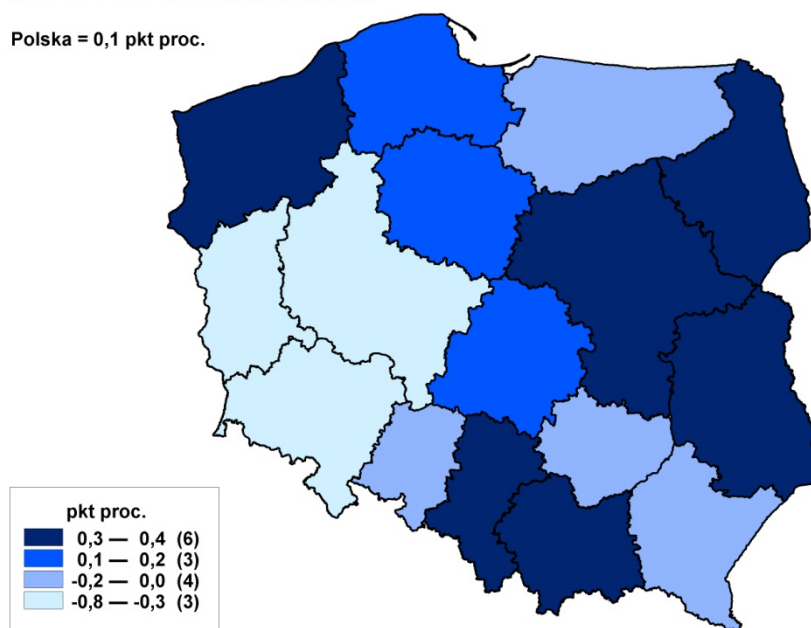 Polska = 0,1 pkt proc.
pkt proc.
0,3 — 0,4 (6)
0,1 — 0,2 (3)
-0,2 — 0,0 (4)
-0,8 — -0,3 (3)